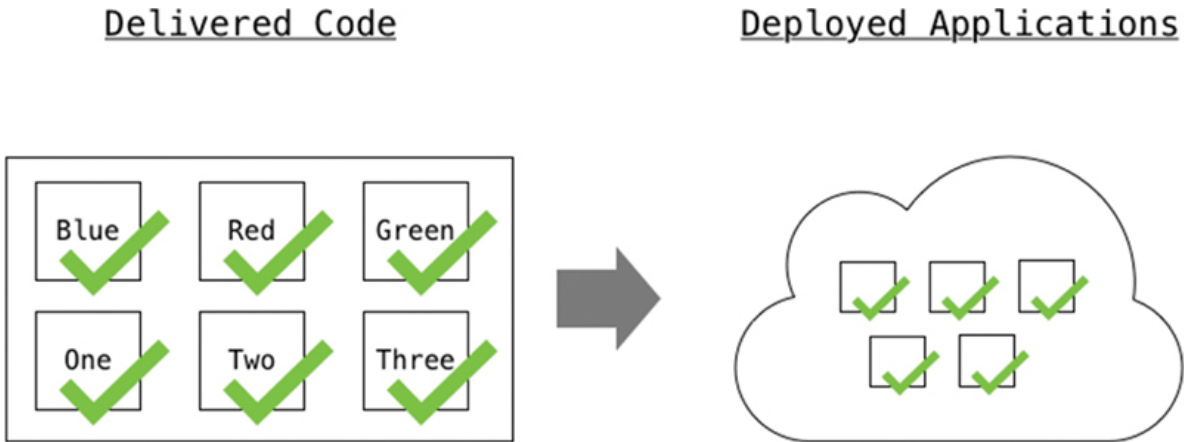 Delivered Code
Deployed Applications
Blue
Red
Green
One
Two
Three